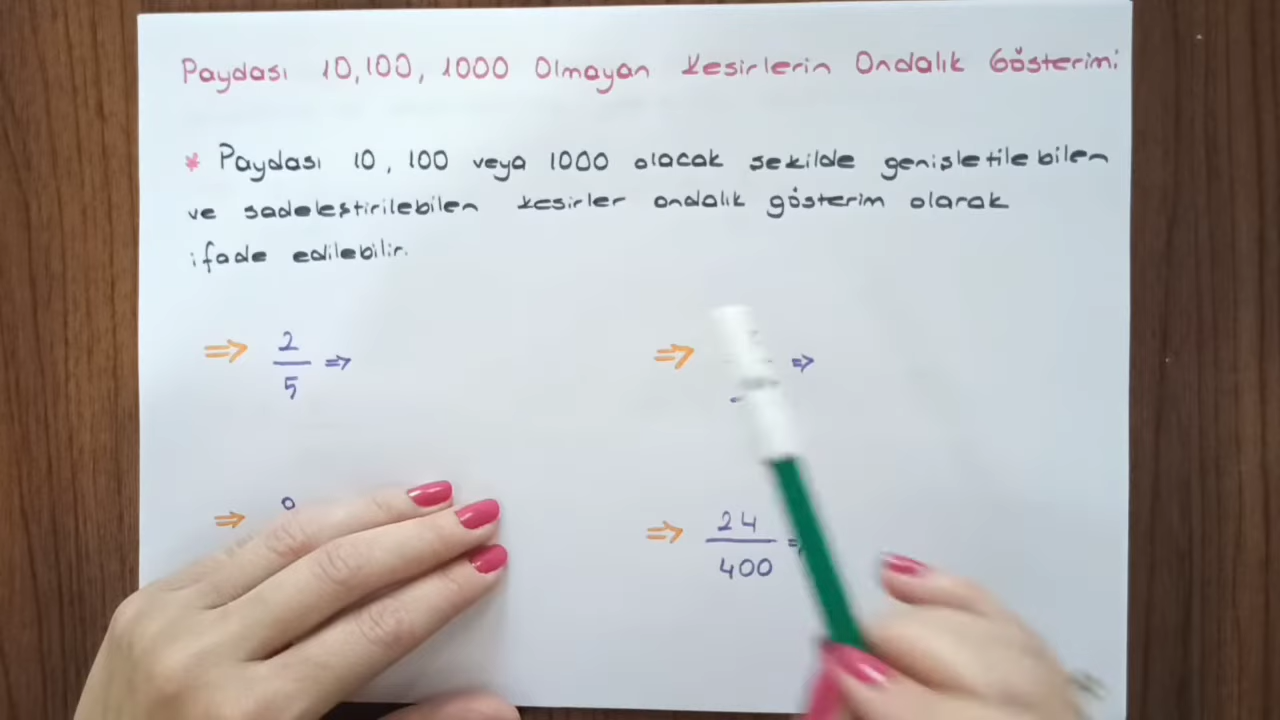 Paydası 10, 100, 1000 Olmayan Kesirlerin Ondalık Gösterimi
* Paydası 10, 100 veya 1000 olacak şekilde genişletilebilen
ve sadeleştirilebilen kesirler ondalık gösterim olarak
ifade edilebilir.
⇒ 2/5 ⇒
⇒ ⇒
⇒
⇒ 24/400